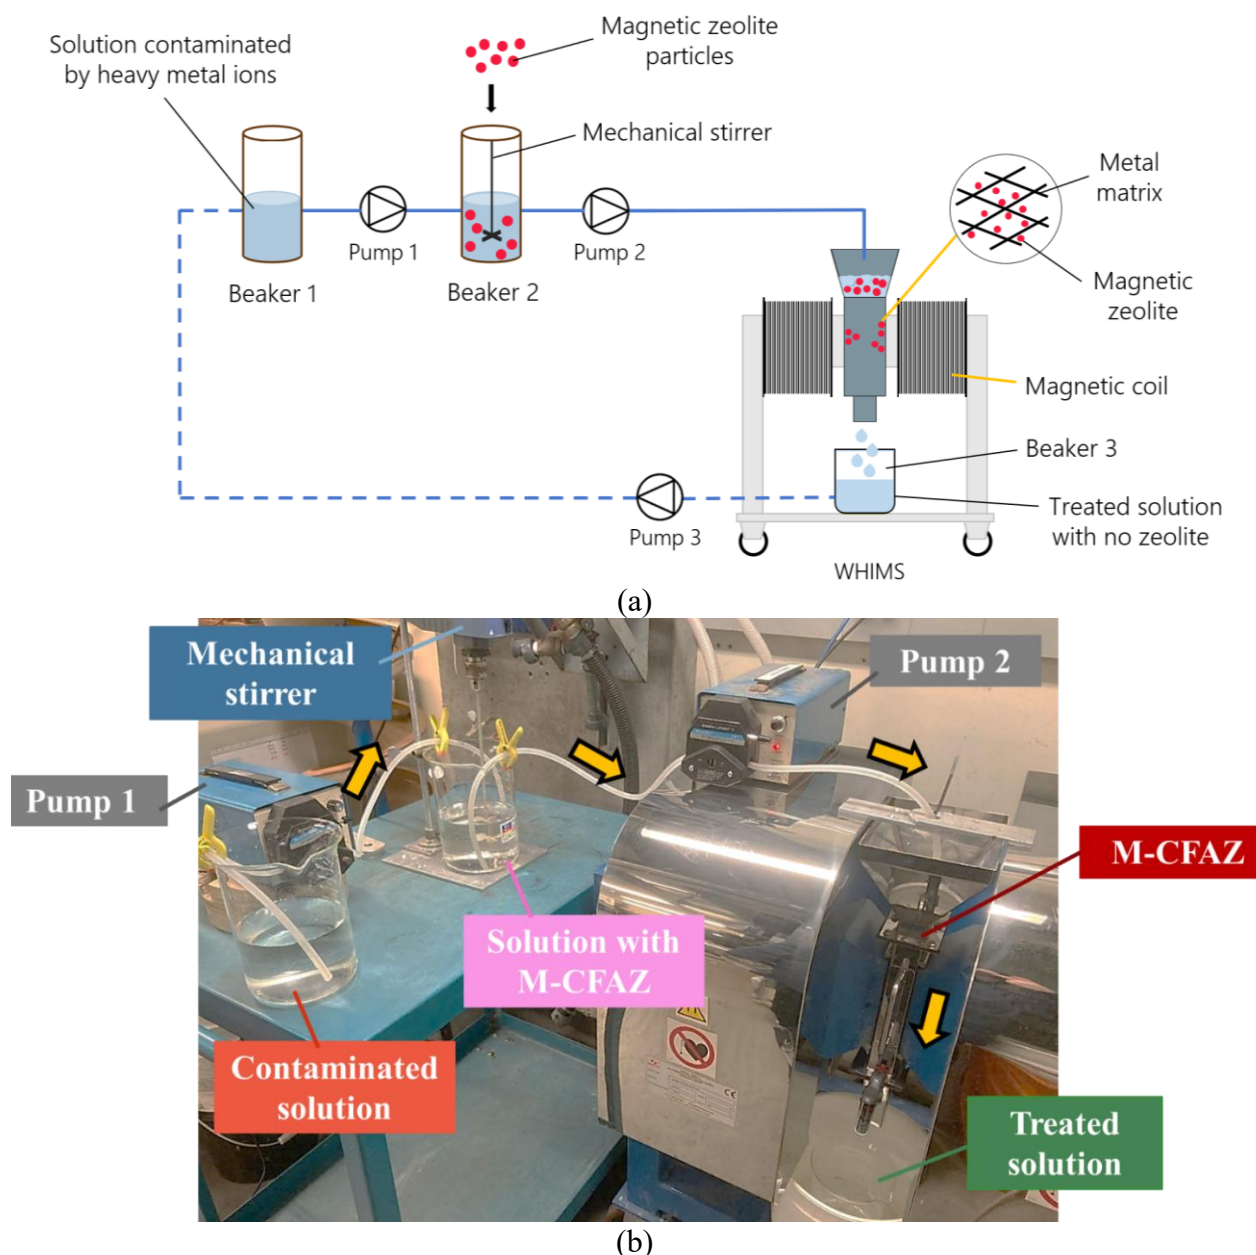 Solution contaminated
by heavy metal ions
Magnetic zeolite
particles
Mechanical stirrer
Metal
matrix
Pump 1
Pump 2
Beaker 1
Beaker 2
Magnetic
zeolite
Magnetic coil
Beaker 3
Treated solution
with no zeolite
Pump 3
WHIMS
(a)
Mechanical
stirrer
Pump 2
Pump 1
M-CFAZ
Solution with
M-CFAZ
Contaminated
solution
Treated
solution
(b)